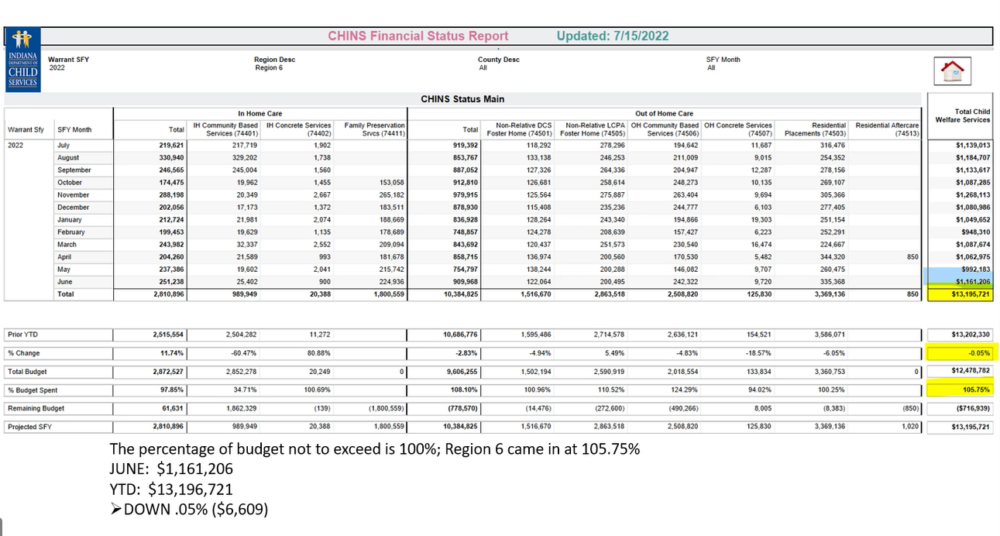 CHINS Financial Status Report Updated: 7/15/2022
INDIANA
DEPARTMENT OF
CHILD
SERVICES
Warrant SFY Region Desc County Desc SFY Month
2022 Region 6 All All
CHINS Status Main
In Home Care Out of Home Care Total Child Welfare Services
Warrant Sfy SFY Month Total IH Community Based Services (74401) IH Concrete Services (74402) Family Preservation Srvcs (74411) Total Non-Relative DCS Foster Home (74501) Non-Relative LCPA Foster Home (74505) OH Community Based Services (74506) OH Concrete Services (74507) Residential Placements (74503) Residential Aftercare (74513)
2022 July 219,621 217,719 1,902 919,392 118,292 278,296 194,642 11,687 316,476 $1,139,013
August 330,940 329,202 1,738 853,767 133,138 246,253 211,009 9,015 254,352 $1,184,707
September 246,565 245,004 1,560 887,052 127,326 264,336 204,947 12,287 278,156 $1,133,617
October 174,475 19,962 1,455 153,058 912,810 126,681 258,614 248,273 10,135 269,107 $1,087,285
November 288,198 20,349 2,667 265,182 979,915 125,564 275,887 263,404 9,694 305,366 $1,268,113
December 202,056 17,173 1,372 183,511 878,930 115,408 235,236 244,777 6,103 277,405 $1,080,986
January 212,724 21,981 2,074 188,669 836,928 128,264 243,340 194,866 19,303 251,154 $1,049,652
February 199,453 19,629 1,135 178,689 748,857 124,278 208,639 157,427 6,223 252,291 $948,310
March 243,982 32,337 2,552 209,094 843,692 120,437 251,573 230,540 16,474 224,667 $1,087,674
April 204,260 21,589 993 181,678 858,715 136,974 200,560 170,530 5,482 344,320 850 $1,062,975
May 237,386 19,602 2,041 215,742 754,797 138,244 200,288 146,082 9,707 260,475 $992,183
June 251,238 25,402 900 224,936 909,968 122,064 200,495 242,322 9,720 335,368 $1,161,206
Total 2,810,896 989,949 20,388 1,800,559 10,384,825 1,516,670 2,863,518 2,508,820 125,830 3,369,136 850 $13,195,721
Prior YTD 2,515,554 2,504,282 11,272 10,686,776 1,595,486 2,714,578 2,636,121 154,521 3,586,071 $13,202,330
% Change 11.74% -60.47% 80.88% -2.83% -4.94% 5.49% -4.83% -18.57% -6.05% -0.05%
Total Budget 2,872,527 2,852,278 20,249 0 9,606,255 1,502,194 2,590,919 2,018,554 133,834 3,360,753 0 $12,478,782
% Budget Spent 97.85% 34.71% 100.69% 108.10% 100.96% 110.52% 124.29% 94.02% 100.25% 105.75%
Remaining Budget 61,631 1,862,329 (139) (1,800,559) (778,570) (14,476) (272,600) (490,266) 8,005 (8,383) (850) ($716,939)
Projected SFY 2,810,896 989,949 20,388 1,800,559 10,384,825 1,516,670 2,863,518 2,508,820 125,830 3,369,136 1,020 $13,195,721
The percentage of budget not to exceed is 100%; Region 6 came in at 105.75%
JUNE: $1,161,206
YTD: $13,196,721
➢DOWN .05% ($6,609)